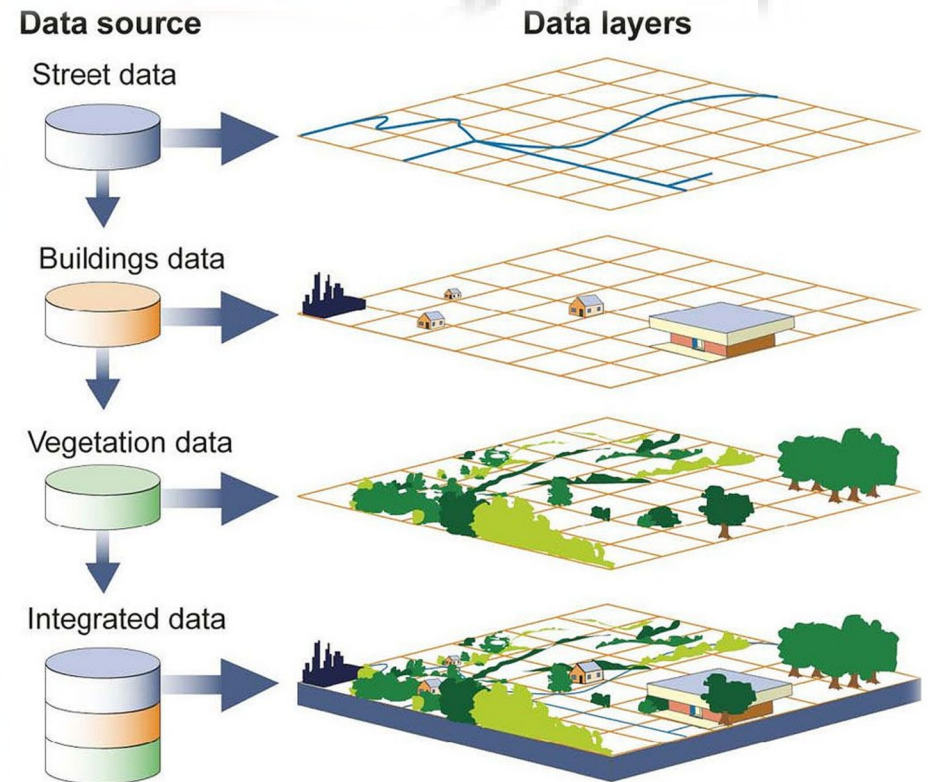 Data source
Data layers
Street data
Buildings data
Vegetation data
Integrated data